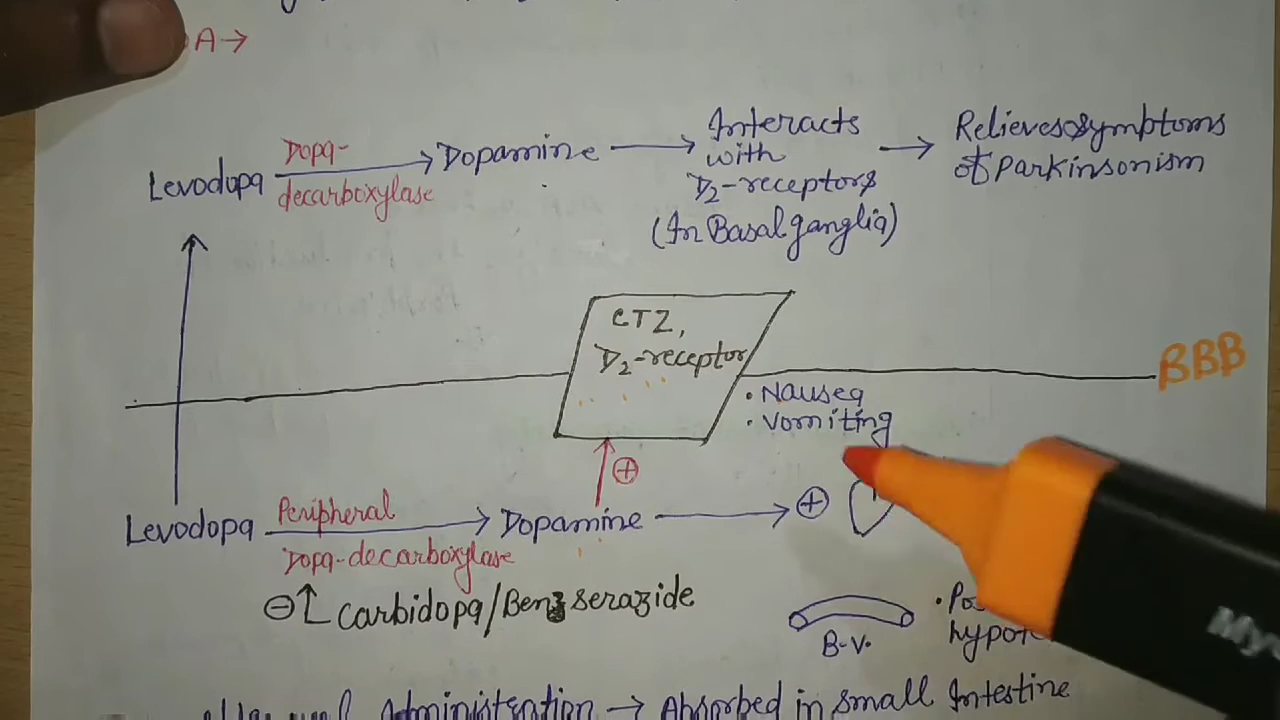 A→
Levodopa
Dopa-
decarboxylase
Dopamine
Interacts
with
D2-receptors
(In Basal ganglia)
Relieves symptoms
of parkinsonism
CTZ,
D2-receptor
BBB
• Nausea
• Vomiting
Levodopa
Peripheral
Dopa-decarboxylase
Dopamine
⊕
⊕
⊖ Carbidopa/Benserazide
B.V.
Administration → Absorbed in small Intestine